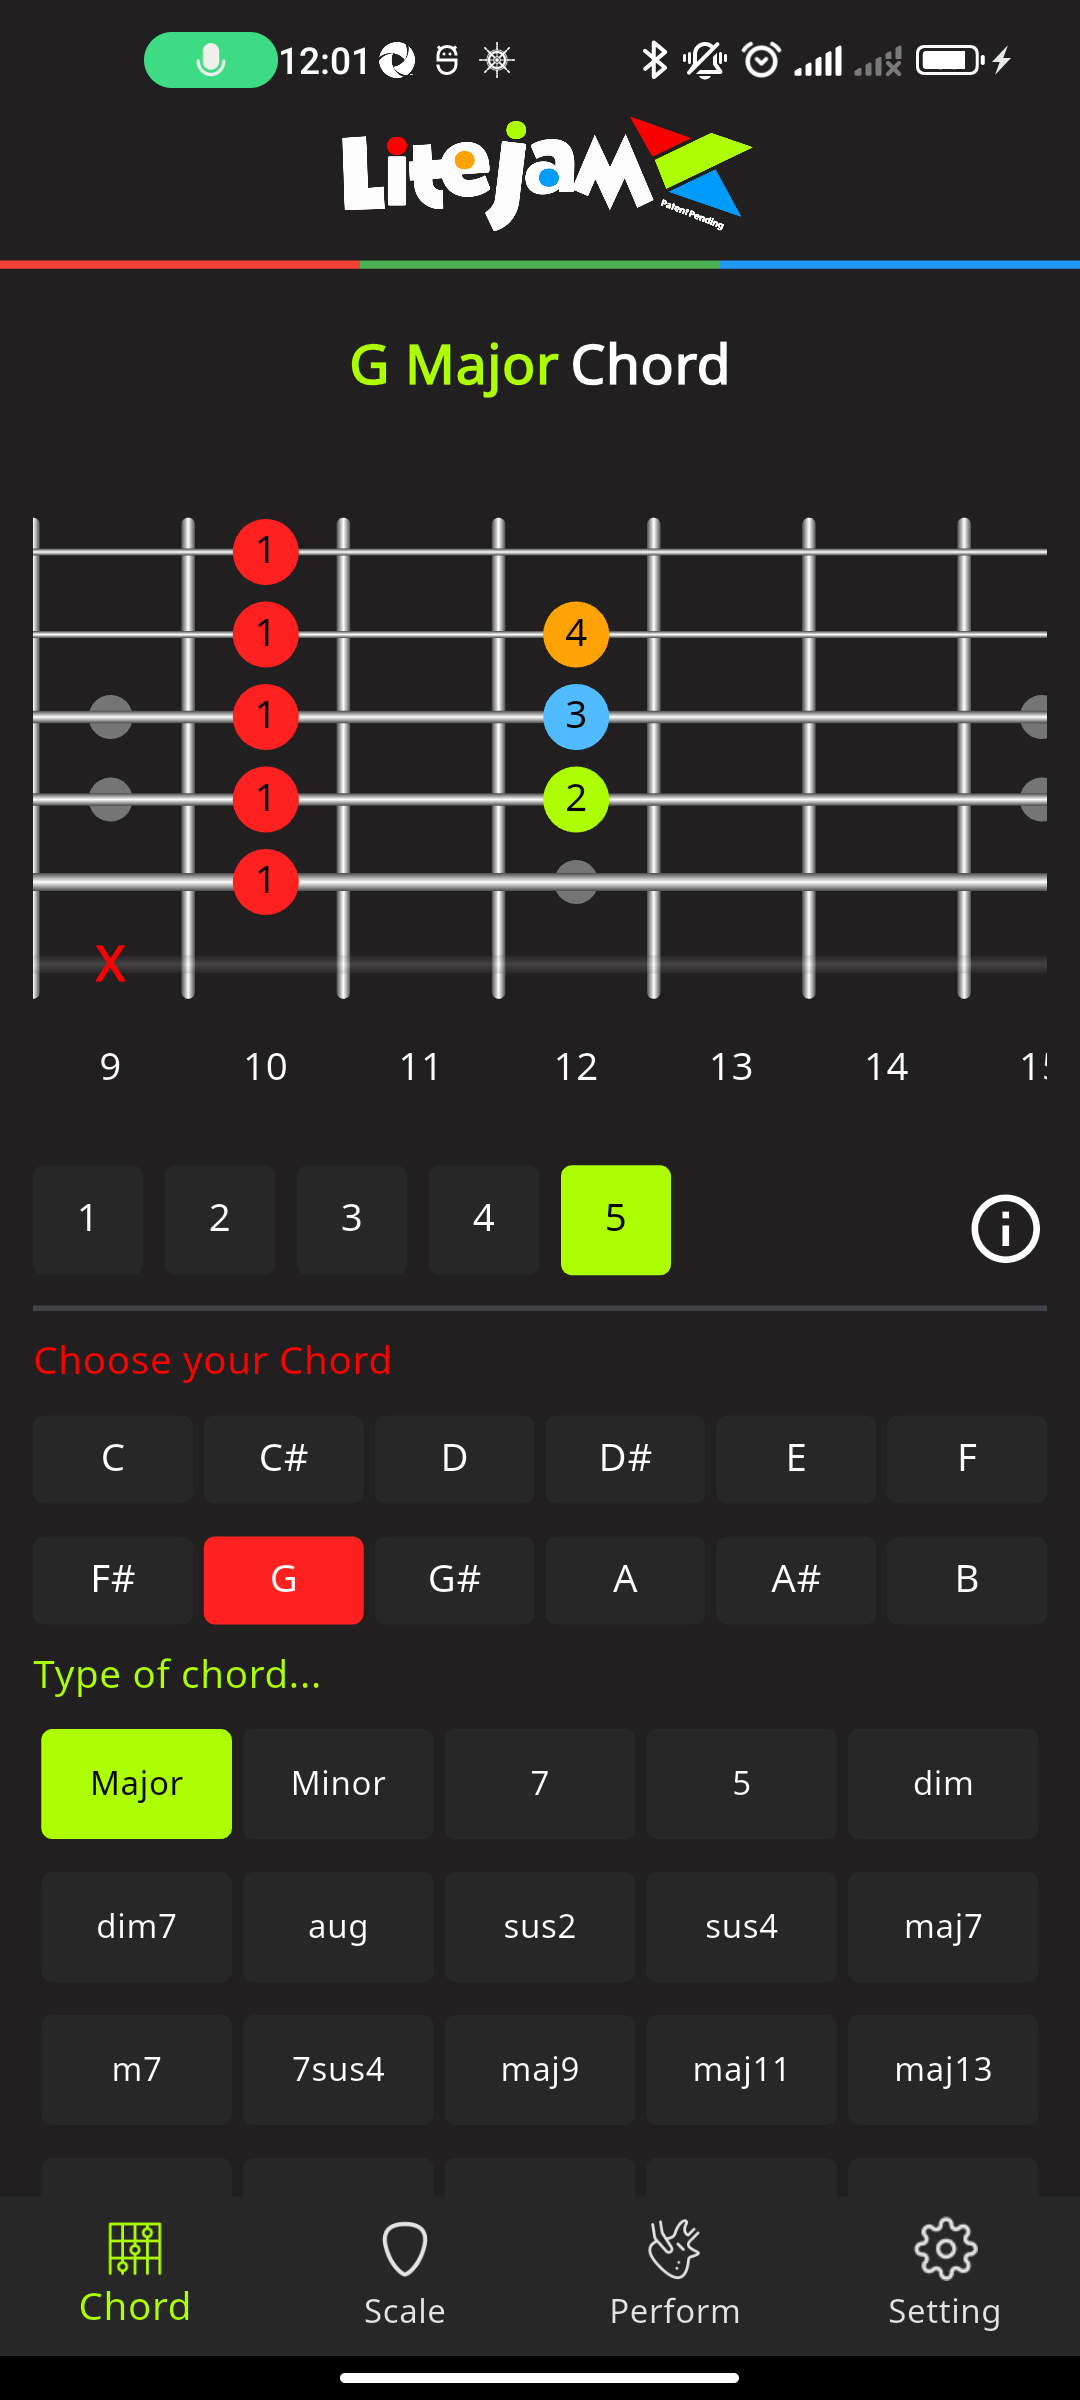 12:01
Litejam
Patent Pending
G Major Chord
1
1 4
1 3
1 2
1
X
9 10 11 12 13 14
1 2 3 4 5
Choose your Chord
C C# D D# E F
F# G G# A A# B
Type of chord...
Major Minor 7 5 dim
dim7 aug sus2 sus4 maj7
m7 7sus4 maj9 maj11 maj13
Chord Scale Perform Setting